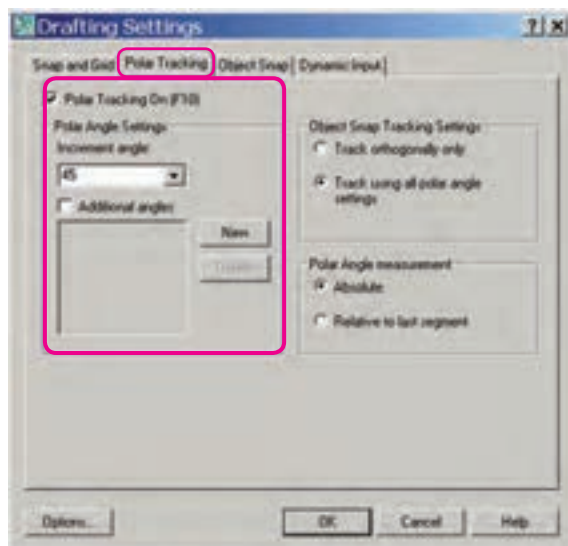 Drafting Settings
Snap and Grid Polar Tracking Object Snap Dynamic Input
Polar Tracking On (F10)
Polar Angle Settings
Increment angle:
45
Additional angles
New
Delete
Object Snap Tracking Settings
Track orthogonally only
Track using all polar angle
settings
Polar Angle measurement
Absolute
Relative to last segment
Options...
OK
Cancel
Help